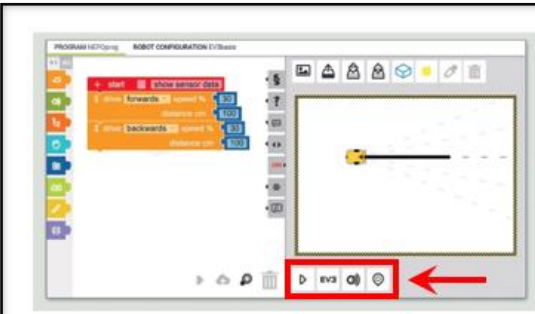 PROGRAM NEPOprog ROBOT CONFIGURATION EV3basis
+ start show sensor data
drive forwards speed % 30
distance cm 100
drive backwards speed % 30
distance cm 100
EV3